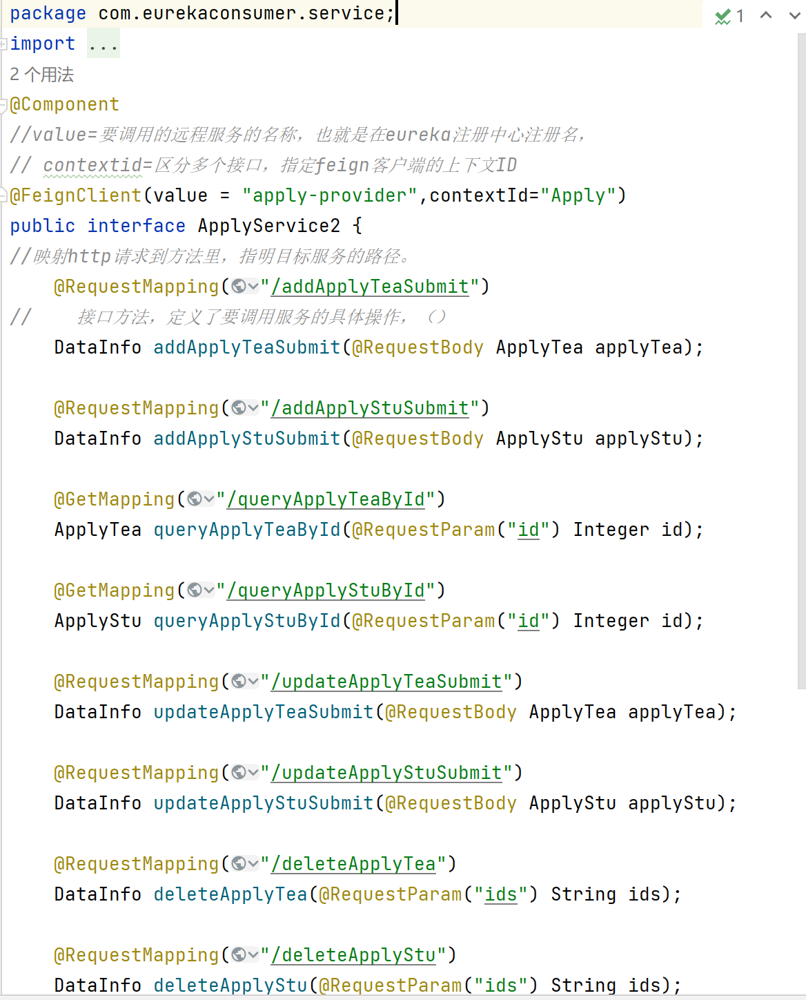 package com.eurekaconsumer.service;
1
import ...
2 个用法
@Component
//value=要调用的远程服务的名称，也就是在eureka注册中心注册名，
// contextid=区分多个接口，指定feign客户端的上下文ID
@FeignClient(value = "apply-provider",contextId="Apply")
public interface ApplyService2 {
//映射http请求到方法里，指明目标服务的路径。
@RequestMapping("/addApplyTeaSubmit")
// 接口方法，定义了要调用服务的具体操作，（）
DataInfo addApplyTeaSubmit(@RequestBody ApplyTea applyTea);
@RequestMapping("/addApplyStuSubmit")
DataInfo addApplyStuSubmit(@RequestBody ApplyStu applyStu);
@GetMapping("/queryApplyTeaById")
ApplyTea queryApplyTeaById(@RequestParam("id") Integer id);
@GetMapping("/queryApplyStuById")
ApplyStu queryApplyStuById(@RequestParam("id") Integer id);
@RequestMapping("/updateApplyTeaSubmit")
DataInfo updateApplyTeaSubmit(@RequestBody ApplyTea applyTea);
@RequestMapping("/updateApplyStuSubmit")
DataInfo updateApplyStuSubmit(@RequestBody ApplyStu applyStu);
@RequestMapping("/deleteApplyTea")
DataInfo deleteApplyTea(@RequestParam("ids") String ids);
@RequestMapping("/deleteApplyStu")
DataInfo deleteApplyStu(@RequestParam("ids") String ids);